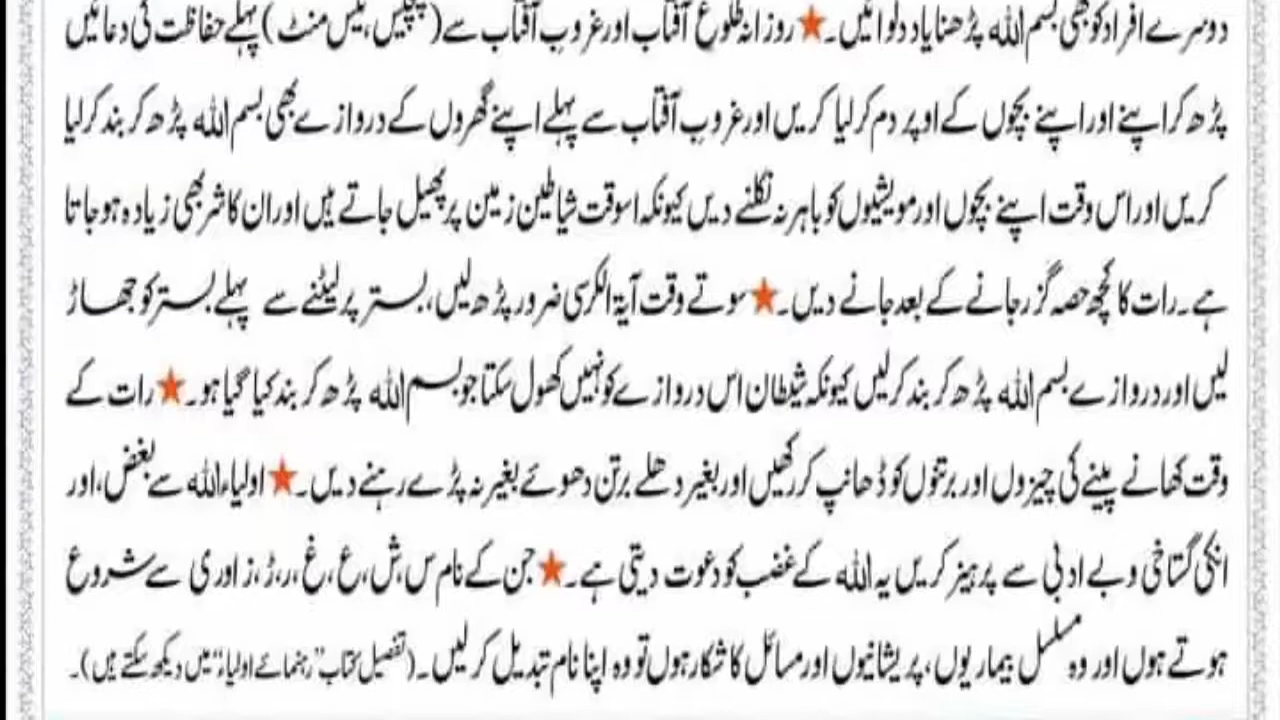 دوسرے افراد کو بھی بسم اللہ پڑھنا یاد دلوائیں۔★روزانہ طلوع آفتاب اور غروب آفتاب سے (پچیس، تیس منٹ) پہلے حفاظت کی دعائیں
پڑھ کر اپنے اور اپنے بچوں کے اوپر دم کر لیا کریں اور غروبِ آفتاب سے پہلے اپنے گھروں کے دروازے بھی بسم اللہ پڑھ کر بند کر لیا
کریں اور اس وقت اپنے بچوں اور مویشیوں کو باہر نہ نکلنے دیں کیونکہ اسوقت شیاطین زمین پر پھیل جاتے ہیں اور ان کا شر بھی زیادہ ہو جاتا
ہے۔ رات کا کچھ حصہ گزر جانے کے بعد جانے دیں۔★سوتے وقت آیۃ الکرسی ضرور پڑھ لیں، بستر پر لیٹنے سے پہلے بستر کو جھاڑ
لیں اور دروازے بسم اللہ پڑھ کر بند کر لیں کیونکہ شیطان اس دروازے کو نہیں کھول سکتا جو بسم اللہ پڑھ کر بند کیا گیا ہو۔★رات کے
وقت کھانے پینے کی چیزوں اور برتنوں کو ڈھانپ کر رکھیں اور بغیر دھلے برتن دھوئے بغیر نہ پڑے رہنے دیں۔★اولیاء اللہ سے بغض، اور
انکی گستاخی و بے ادبی سے پرہیز کریں یہ اللہ کے غضب کو دعوت دیتی ہے۔★جن کے نام س، ش، ع، غ، ر، ڑ، ز اور ی سے شروع
ہوتے ہوں اور وہ مسلسل بیماریوں، پریشانیوں اور مسائل کا شکار ہوں تو وہ اپنا نام تبدیل کر لیں۔ (تفصیل کتاب "رہنمائے اولیاء" میں دیکھ سکتے ہیں)۔